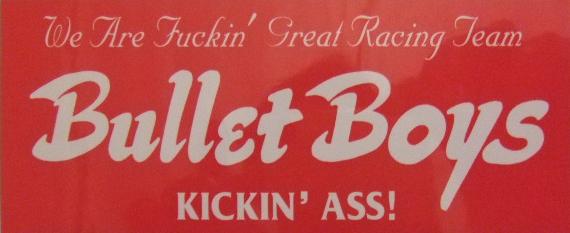 We Are Fuckin' Great Racing Team
Bullet Boys
KICKIN' ASS!